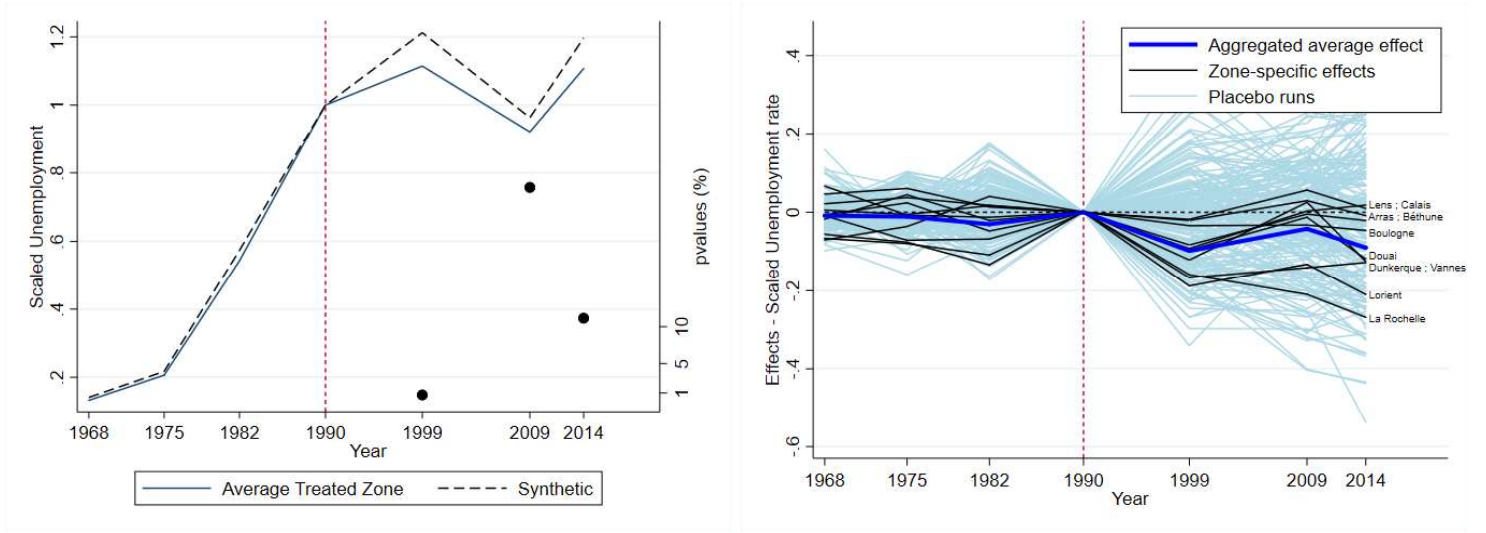 1.2
1
.8
.6
.4
.2
Scaled Unemployment
10
5
1
pvalues (%)
1968 1975 1982 1990 1999 2009 2014
Year
Average Treated Zone Synthetic
.4
.2
0
-.2
-.4
-.6
Effects - Scaled Unemployment rate
Aggregated average effect
Zone-specific effects
Placebo runs
Lens ; Calais
Arras ; Béthune
Boulogne
Douai
Dunkerque ; Vannes
Lorient
La Rochelle
1968 1975 1982 1990 1999 2009 2014
Year